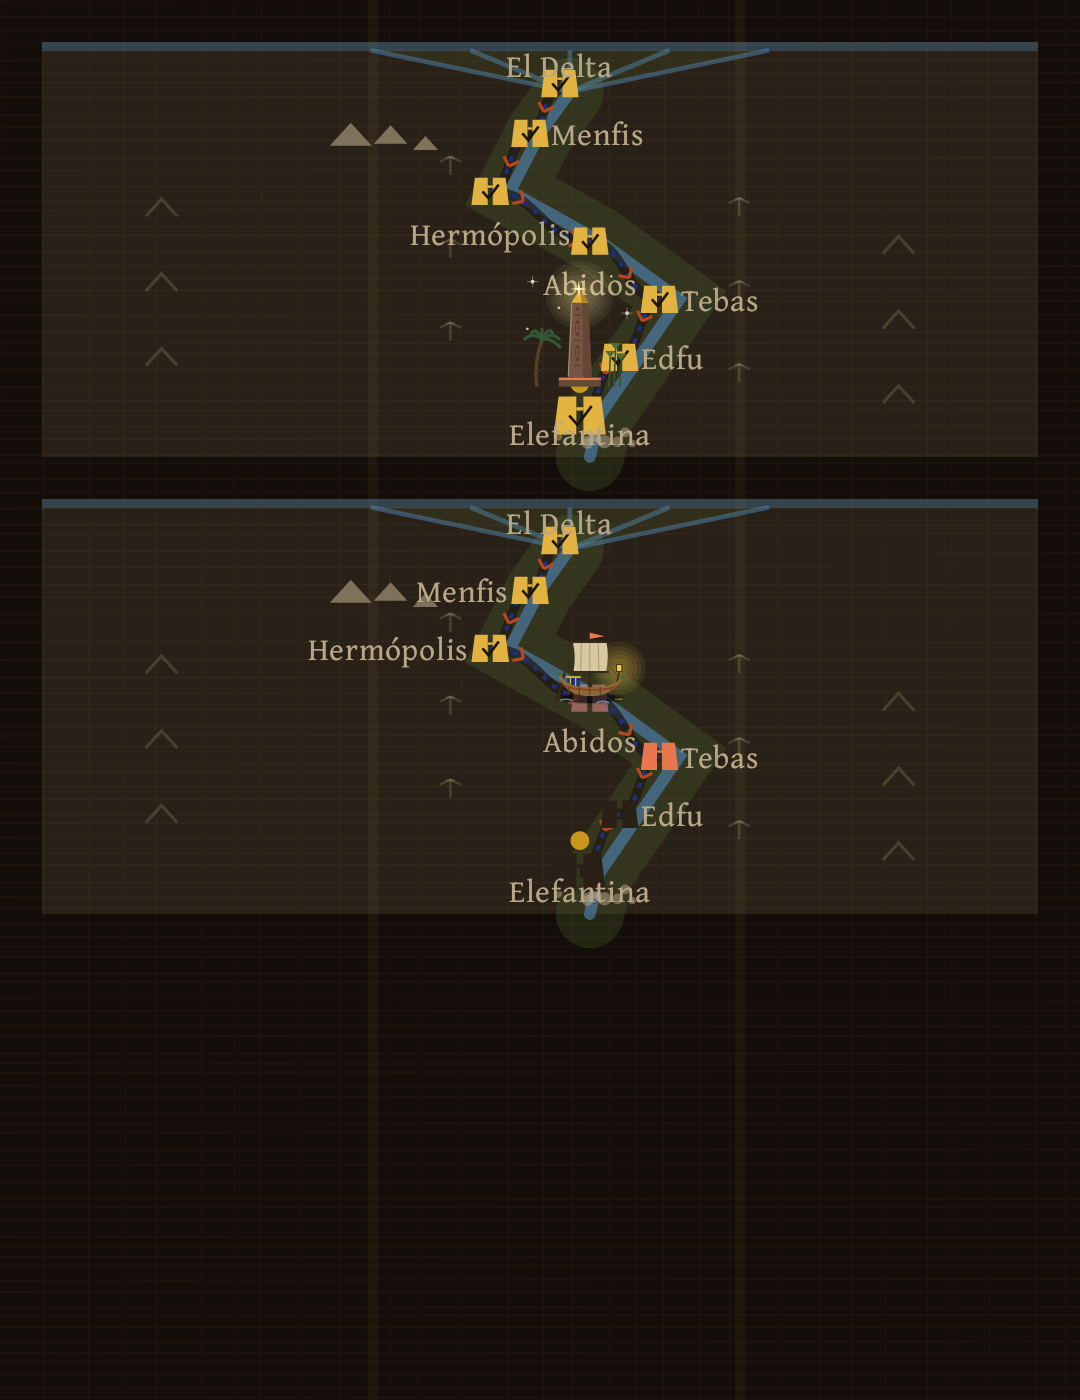 El Delta
Menfis
Hermópolis
Abidos
Tebas
Edfu
Elefantina
El Delta
Menfis
Hermópolis
Abidos
Tebas
Edfu
Elefantina